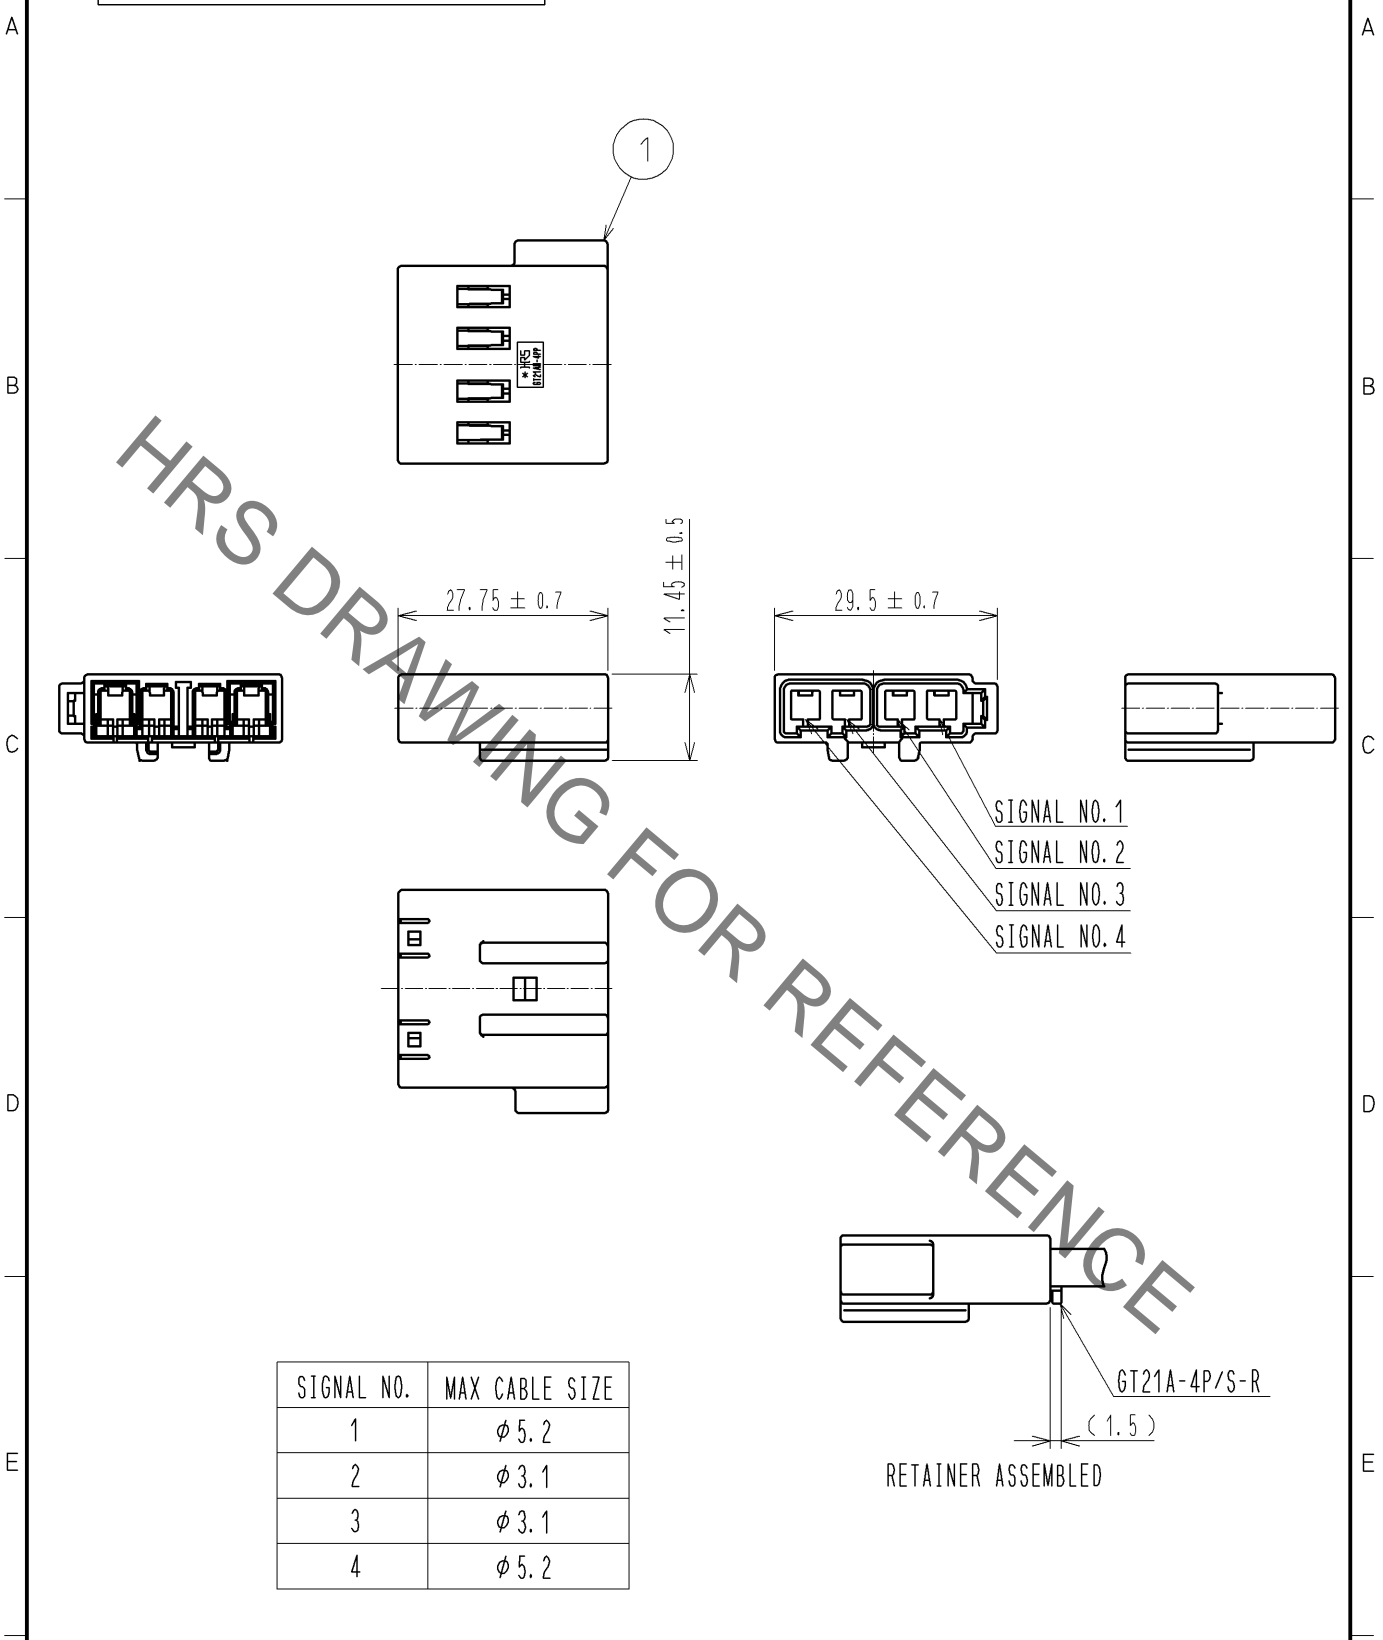 A
A
1
HRS
GT21A
-4PP
B
B
HRS DRAWING FOR REFERENCE
27.75 ± 0.7
11.45 ± 0.5
29.5 ± 0.7
C
C
SIGNAL NO. 1
SIGNAL NO. 2
SIGNAL NO. 3
SIGNAL NO. 4
D
D
GT21A-4P/S-R
(1.5)
RETAINER ASSEMBLED
SIGNAL NO. MAX CABLE SIZE
1 φ5.2
2 φ3.1
3 φ3.1
4 φ5.2
E
E